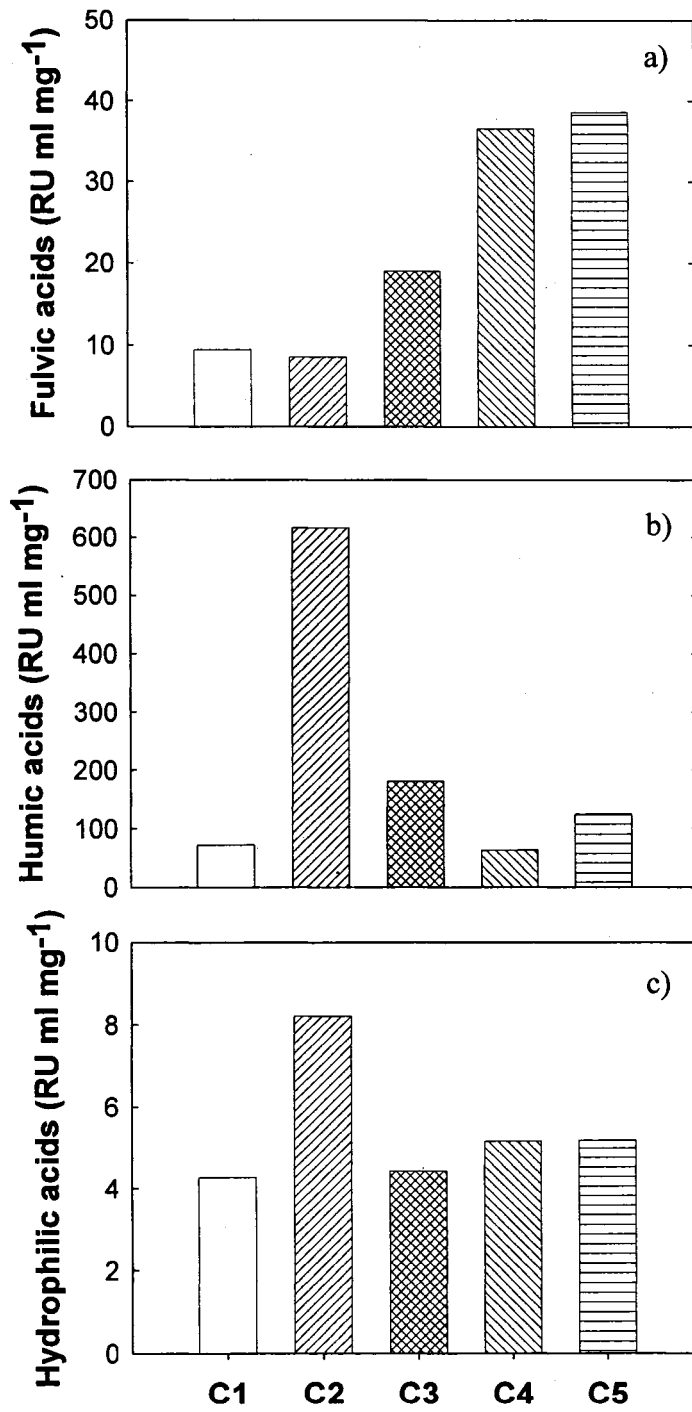 Fulvic acids (RU ml mg⁻¹)
50
40
30
20
10
0
a)
Humic acids (RU ml mg⁻¹)
700
600
500
400
300
200
100
0
b)
Hydrophilic acids (RU ml mg⁻¹)
10
8
6
4
2
0
c)
C1 C2 C3 C4 C5